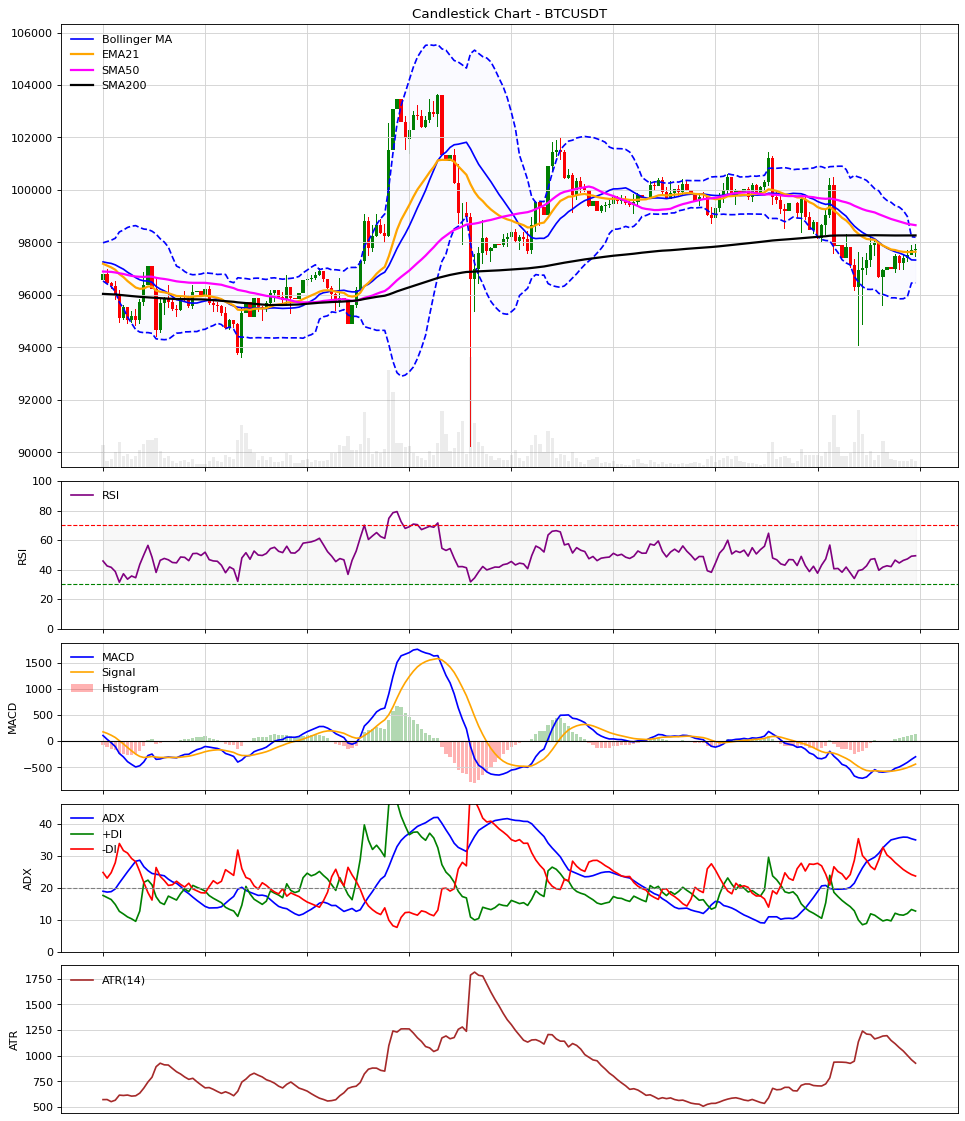 Candlestick Chart - BTCUSDT
106000
104000
102000
100000
98000
96000
94000
92000
90000
Bollinger MA
EMA21
SMA50
SMA200
100
80
60
40
20
0
RSI
RSI
1500
1000
500
0
−500
MACD
MACD
Signal
Histogram
40
30
20
10
0
ADX
ADX
+DI
-DI
1750
1500
1250
1000
750
500
ATR
ATR(14)